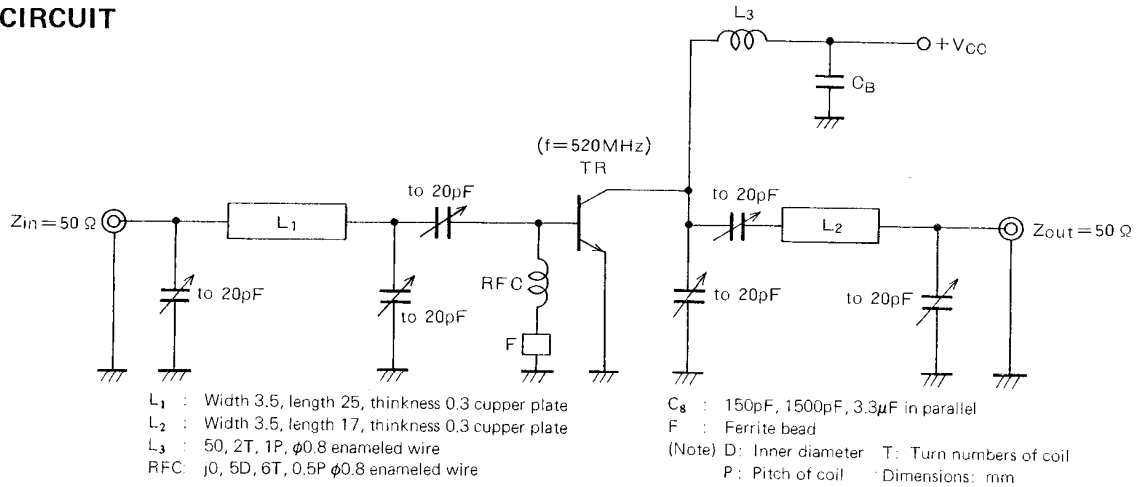 CIRCUIT
L3
+VCC
CB
(f=520MHz)
TR
to 20pF
to 20pF
Zin=50 Ω
L1
L2
Zout=50 Ω
RFC
to 20pF
to 20pF
to 20pF
to 20pF
F
L1 : Width 3.5, length 25, thinkness 0.3 cupper plate
L2 : Width 3.5, length 17, thinkness 0.3 cupper plate
L3 : 50, 2T, 1P, φ0.8 enameled wire
RFC: j0, 5D, 6T, 0.5P φ0.8 enameled wire
C8 : 150pF, 1500pF, 3.3μF in parallel
F : Ferrite bead
(Note) D: Inner diameter T: Turn numbers of coil
P: Pitch of coil Dimensions: mm